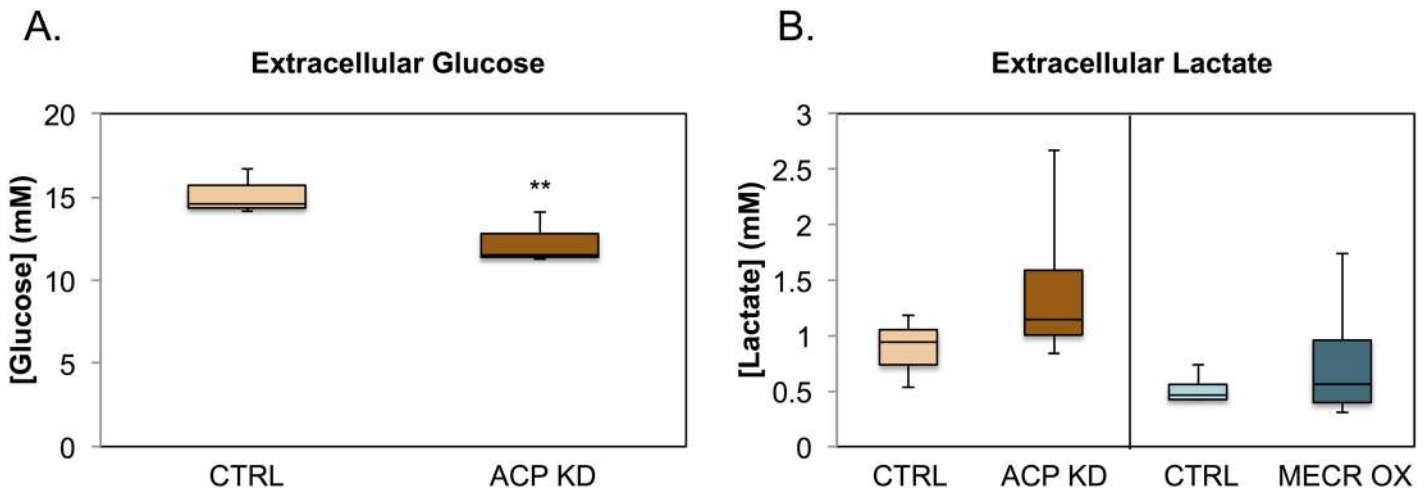 A.
Extracellular Glucose
[Glucose] (mM)
20
15
10
5
0
**
CTRL
ACP KD
B.
Extracellular Lactate
[Lactate] (mM)
3
2.5
2
1.5
1
0.5
0
CTRL
ACP KD
CTRL
MECR OX